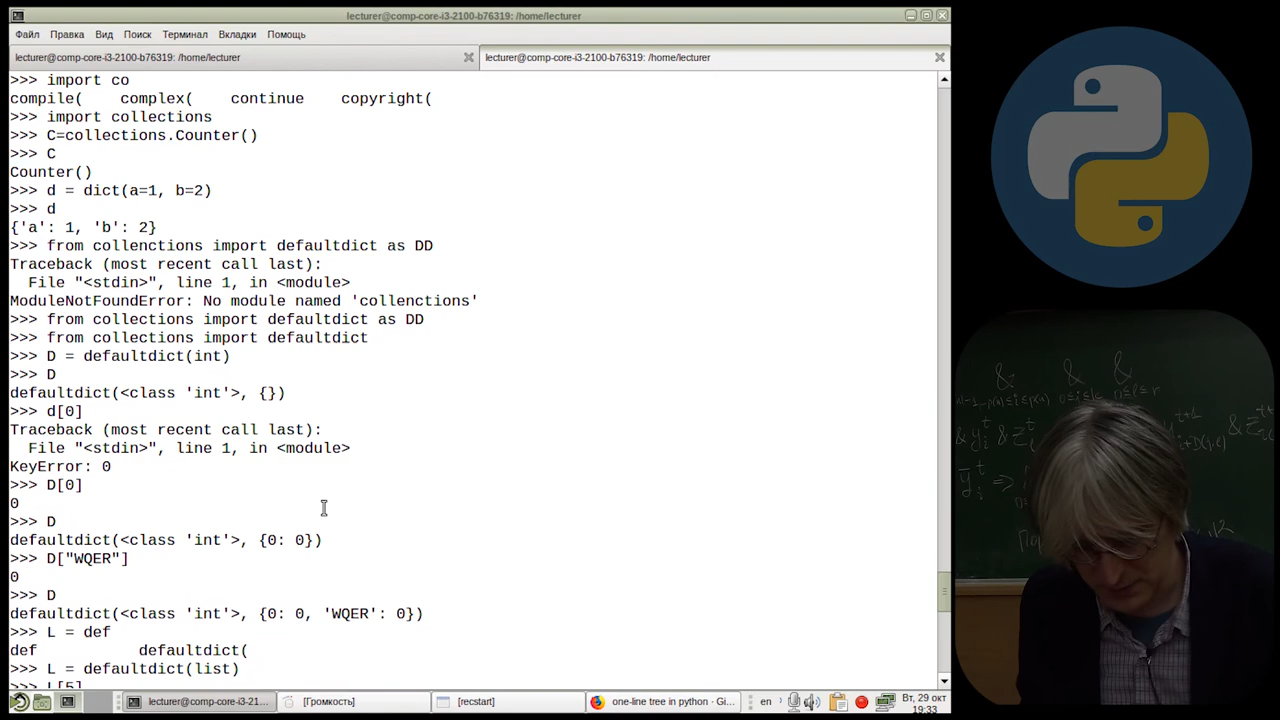 lecturer@comp-core-i3-2100-b76319: /home/lecturer
Файл Правка Вид Поиск Терминал Вкладки Помощь
lecturer@comp-core-i3-2100-b76319: /home/lecturer
lecturer@comp-core-i3-2100-b76319: /home/lecturer
>>> import co
compile( complex( continue copyright(
>>> import collections
>>> C=collections.Counter()
>>> C
Counter()
>>> d = dict(a=1, b=2)
>>> d
{'a': 1, 'b': 2}
>>> from collenctions import defaultdict as DD
Traceback (most recent call last):
File "<stdin>", line 1, in <module>
ModuleNotFoundError: No module named 'collenctions'
>>> from collections import defaultdict as DD
>>> from collections import defaultdict
>>> D = defaultdict(int)
>>> D
defaultdict(<class 'int'>, {})
>>> d[0]
Traceback (most recent call last):
File "<stdin>", line 1, in <module>
KeyError: 0
>>> D[0]
0
>>> D
defaultdict(<class 'int'>, {0: 0})
>>> D["WQER"]
0
>>> D
defaultdict(<class 'int'>, {0: 0, 'WQER': 0})
>>> L = def
def defaultdict(
>>> L = defaultdict(list)
>>> L[5]
lecturer@comp-core-i3-21...
[Громкость]
[recstart]
one-line tree in python · Gi...
en
Вт, 29 окт
19:33